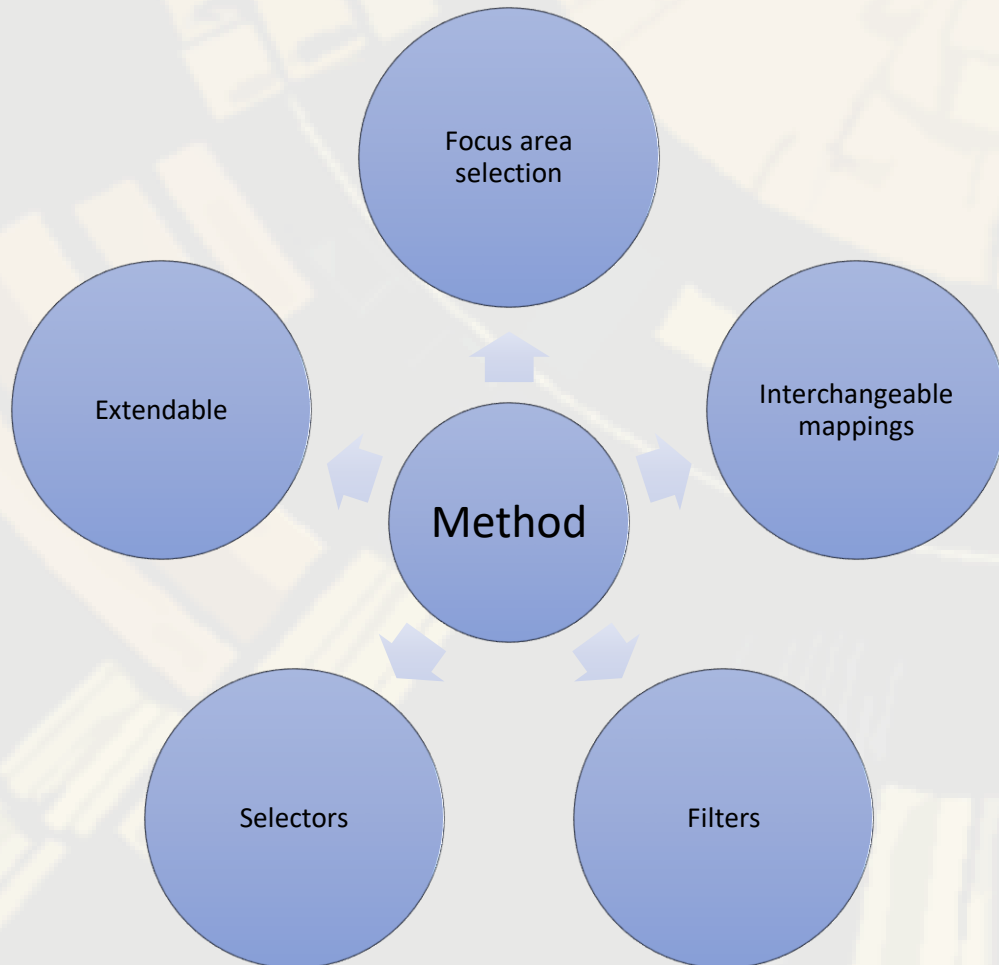 Focus area
selection
Interchangeable
mappings
Extendable
Method
Selectors
Filters